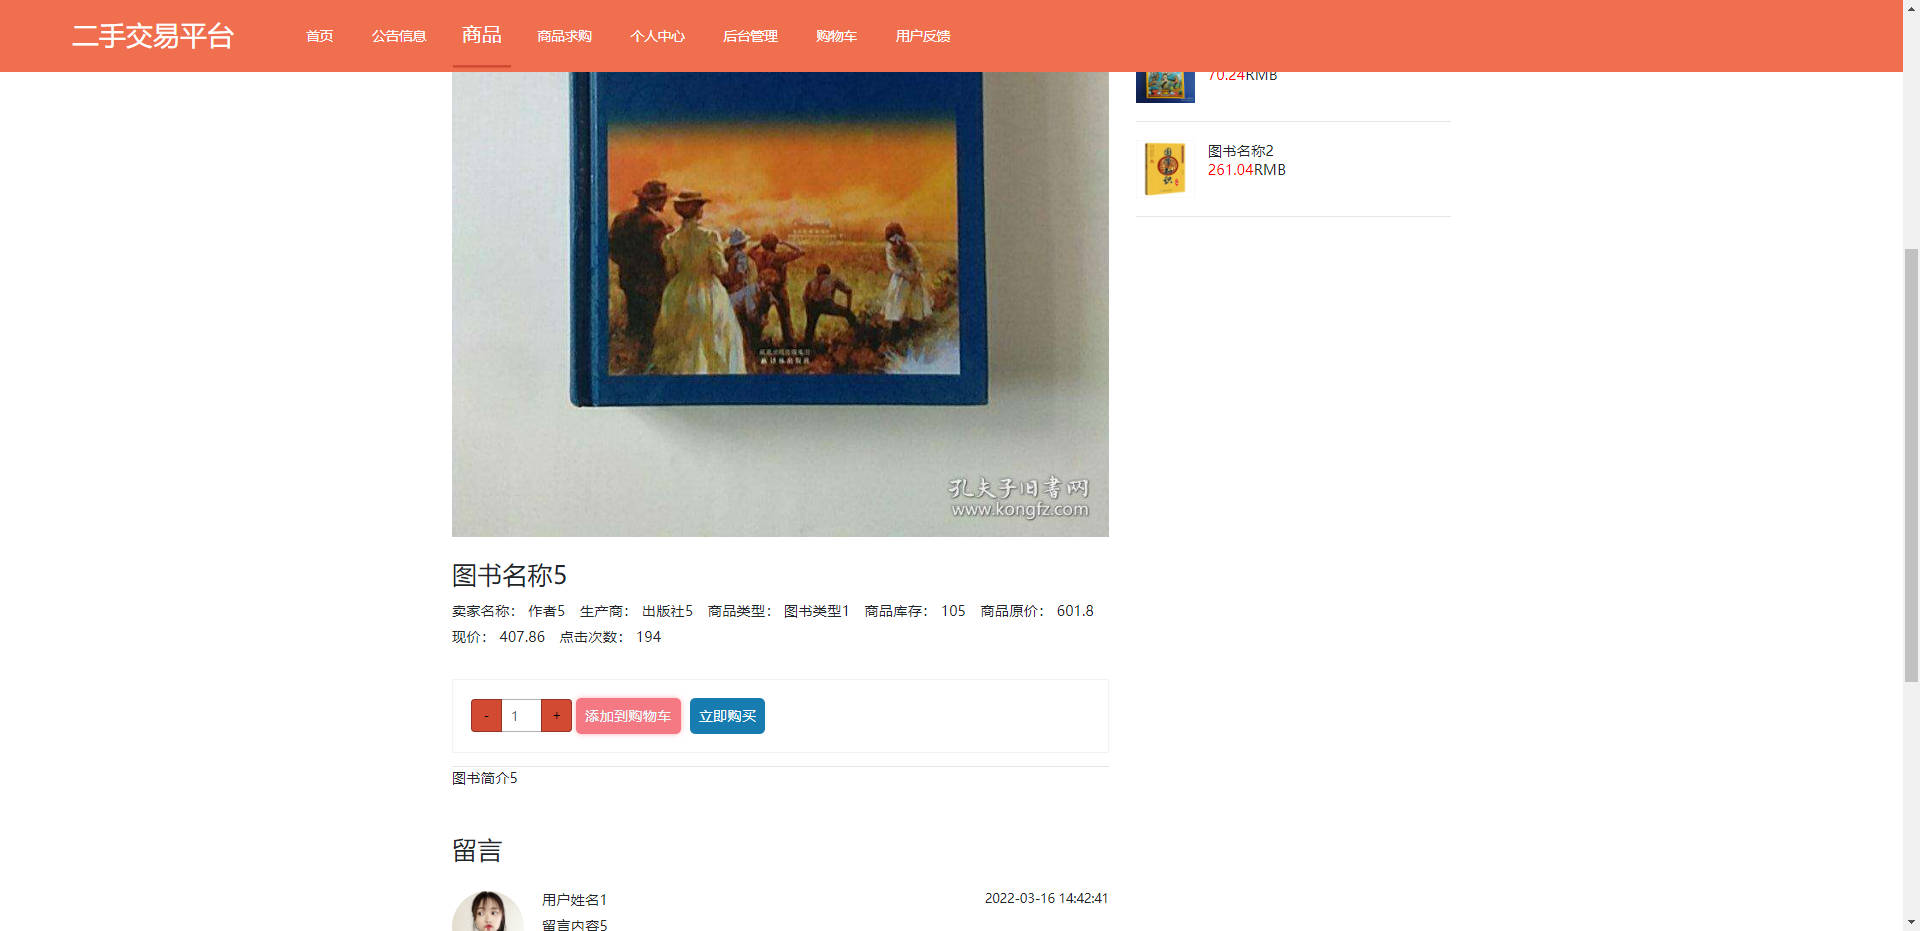 二手交易平台
首页 公告信息 商品 商品求购 个人中心 后台管理 购物车 用户反馈
70.24RMB
图书名称2
261.04RMB
孔夫子旧書网
www.kongfz.com
图书名称5
卖家名称： 作者5 生产商： 出版社5 商品类型： 图书类型1 商品库存： 105 商品原价： 601.8
现价： 407.86 点击次数： 194
- 1 + 添加到购物车 立即购买
图书简介5
留言
用户姓名1 2022-03-16 14:42:41
留言内容5